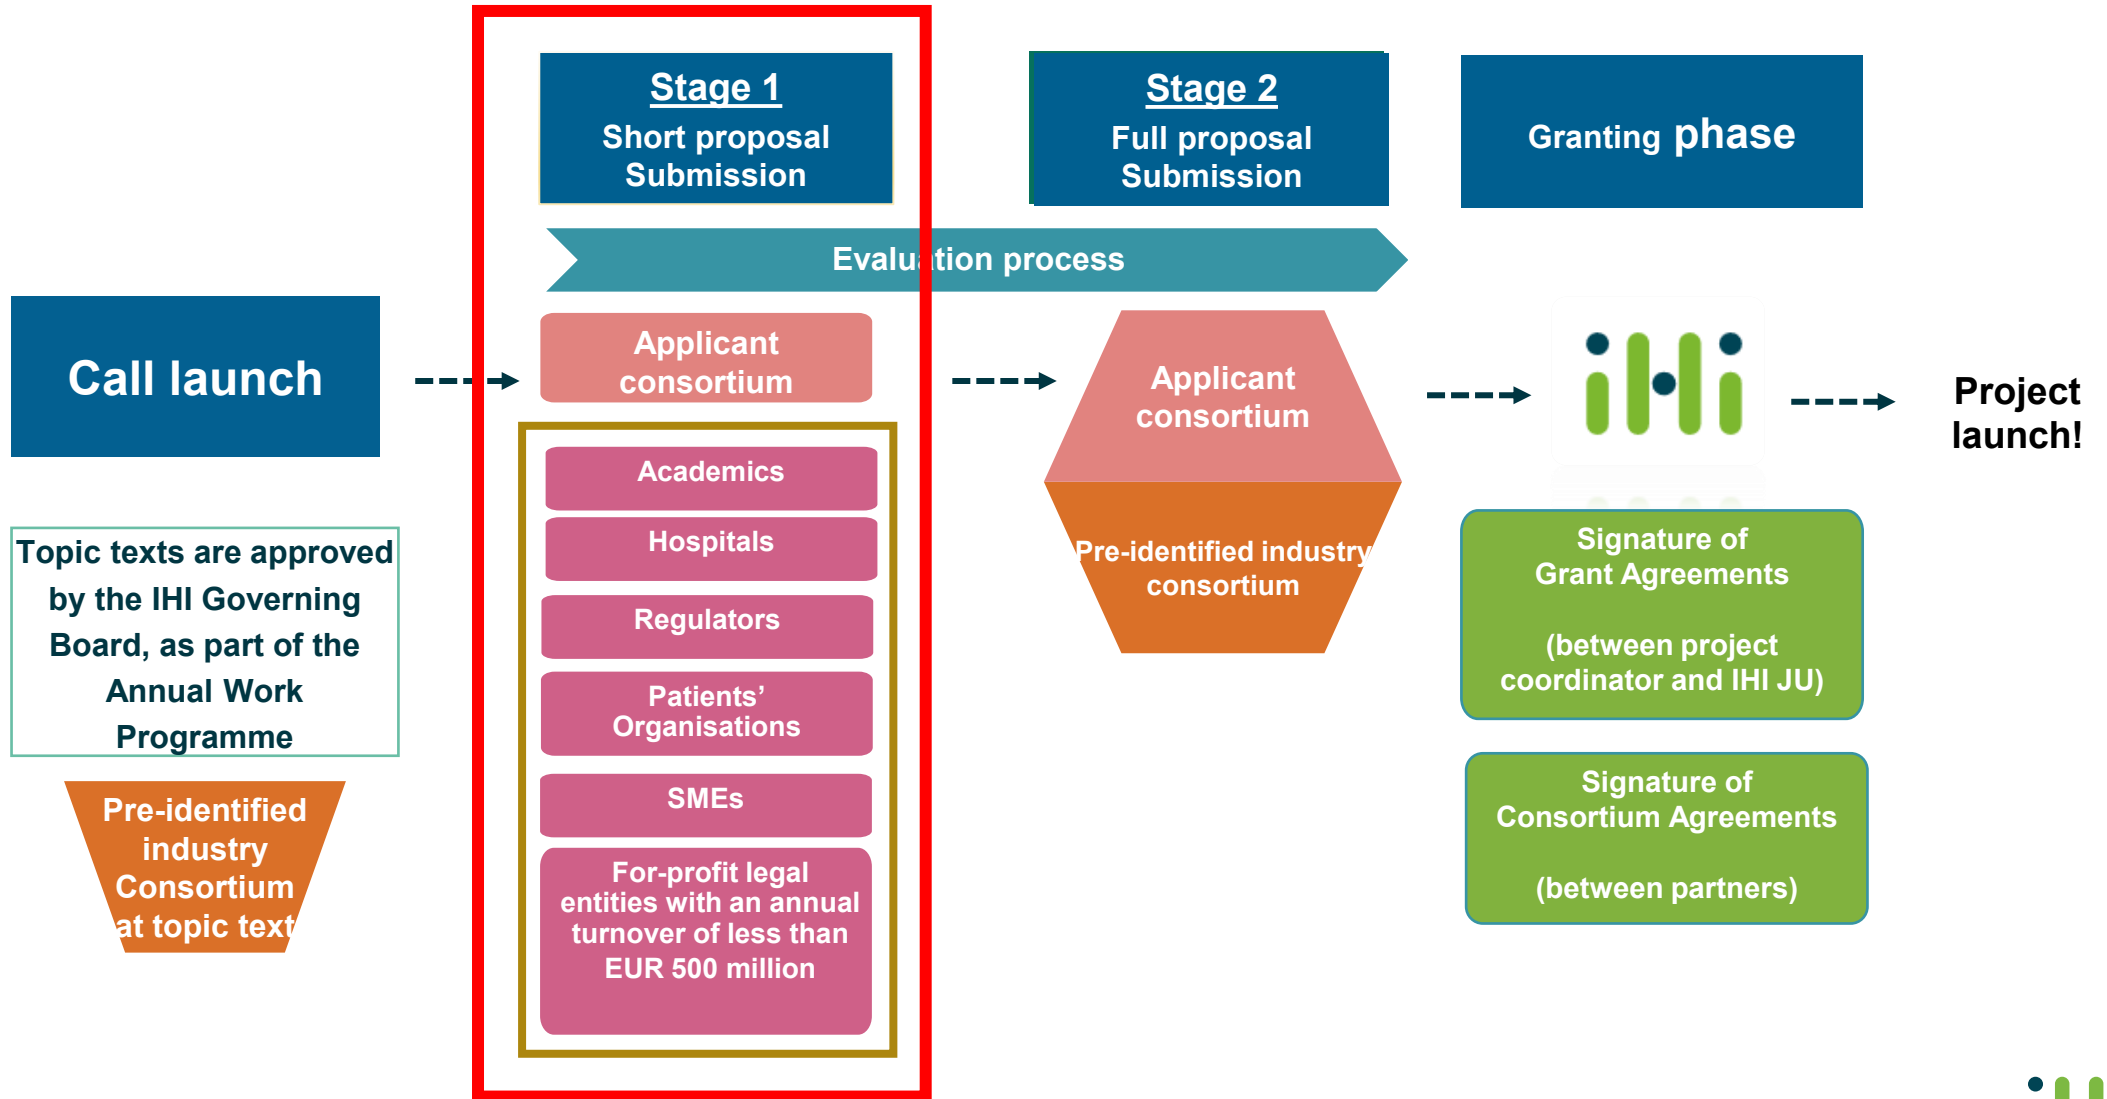 Call launch
Topic texts are approved
by the IHI Governing
Board, as part of the
Annual Work
Programme
Pre-identified
industry
Consortium
at topic text
Stage 1
Short proposal
Submission
Evaluation process
Applicant
consortium
Academics
Hospitals
Regulators
Patients’
Organisations
SMEs
For-profit legal
entities with an annual
turnover of less than
EUR 500 million
Stage 2
Full proposal
Submission
Applicant
consortium
Pre-identified industry
consortium
Granting phase
iHi
Signature of
Grant Agreements
(between project
coordinator and IHI JU)
Signature of
Consortium Agreements
(between partners)
Project
launch!